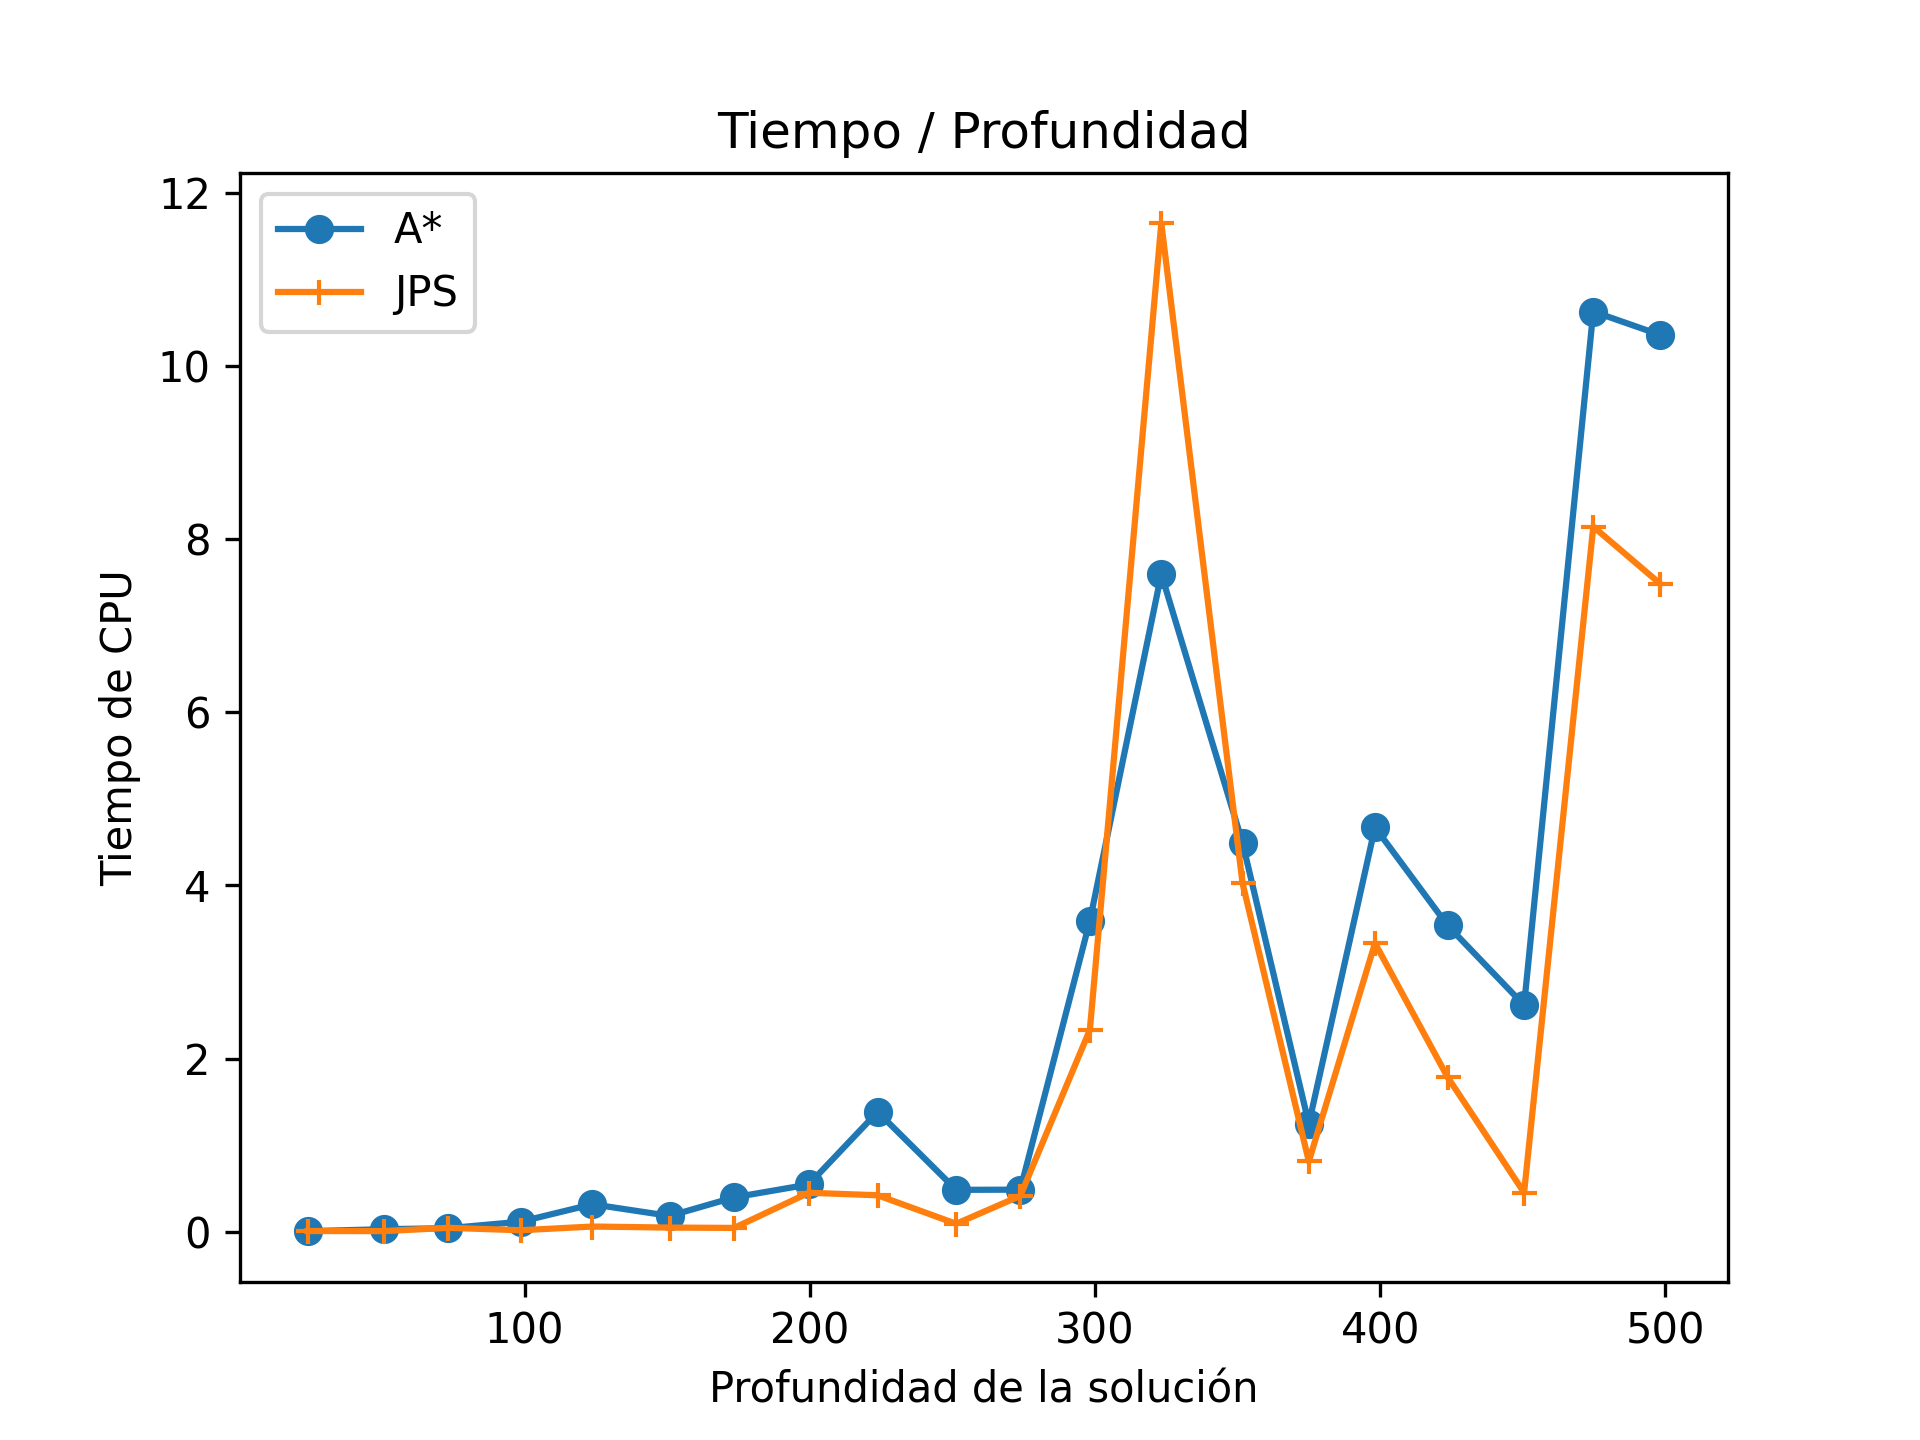 Tiempo / Profundidad
A*
JPS
12
10
8
6
4
2
0
Tiempo de CPU
100 200 300 400 500
Profundidad de la solución